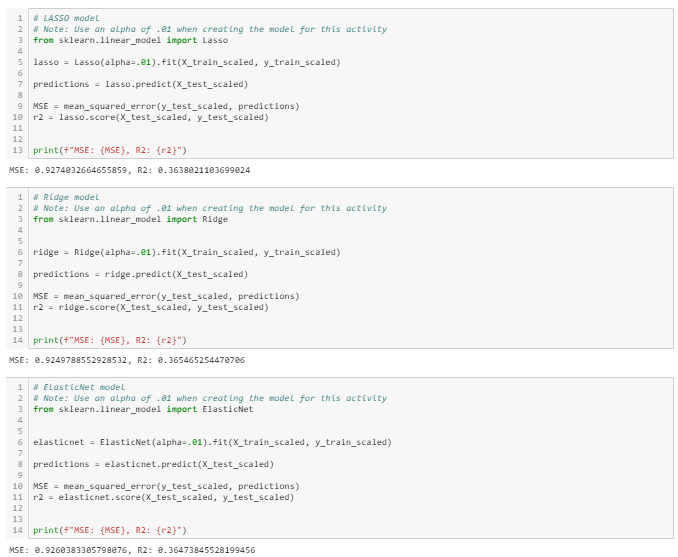 1 # LASSO model
2 # Note: Use an alpha of .01 when creating the model for this activity
3 from sklearn.linear_model import Lasso
4
5 lasso = Lasso(alpha=.01).fit(X_train_scaled, y_train_scaled)
6
7 predictions = lasso.predict(X_test_scaled)
8
9 MSE = mean_squared_error(y_test_scaled, predictions)
10 r2 = lasso.score(X_test_scaled, y_test_scaled)
11
12
13 print(f"MSE: {MSE}, R2: {r2}")
MSE: 0.9274032664655859, R2: 0.3638021103699024
1 # Ridge model
2 # Note: Use an alpha of .01 when creating the model for this activity
3 from sklearn.linear_model import Ridge
4
5
6 ridge = Ridge(alpha=.01).fit(X_train_scaled, y_train_scaled)
7
8 predictions = ridge.predict(X_test_scaled)
9
10 MSE = mean_squared_error(y_test_scaled, predictions)
11 r2 = ridge.score(X_test_scaled, y_test_scaled)
12
13
14 print(f"MSE: {MSE}, R2: {r2}")
MSE: 0.9249788552928532, R2: 0.365465254470706
1 # ElasticNet model
2 # Note: Use an alpha of .01 when creating the model for this activity
3 from sklearn.linear_model import ElasticNet
4
5
6 elasticnet = ElasticNet(alpha=.01).fit(X_train_scaled, y_train_scaled)
7
8 predictions = elasticnet.predict(X_test_scaled)
9
10 MSE = mean_squared_error(y_test_scaled, predictions)
11 r2 = elasticnet.score(X_test_scaled, y_test_scaled)
12
13
14 print(f"MSE: {MSE}, R2: {r2}")
MSE: 0.9260383305798076, R2: 0.36473845528199456